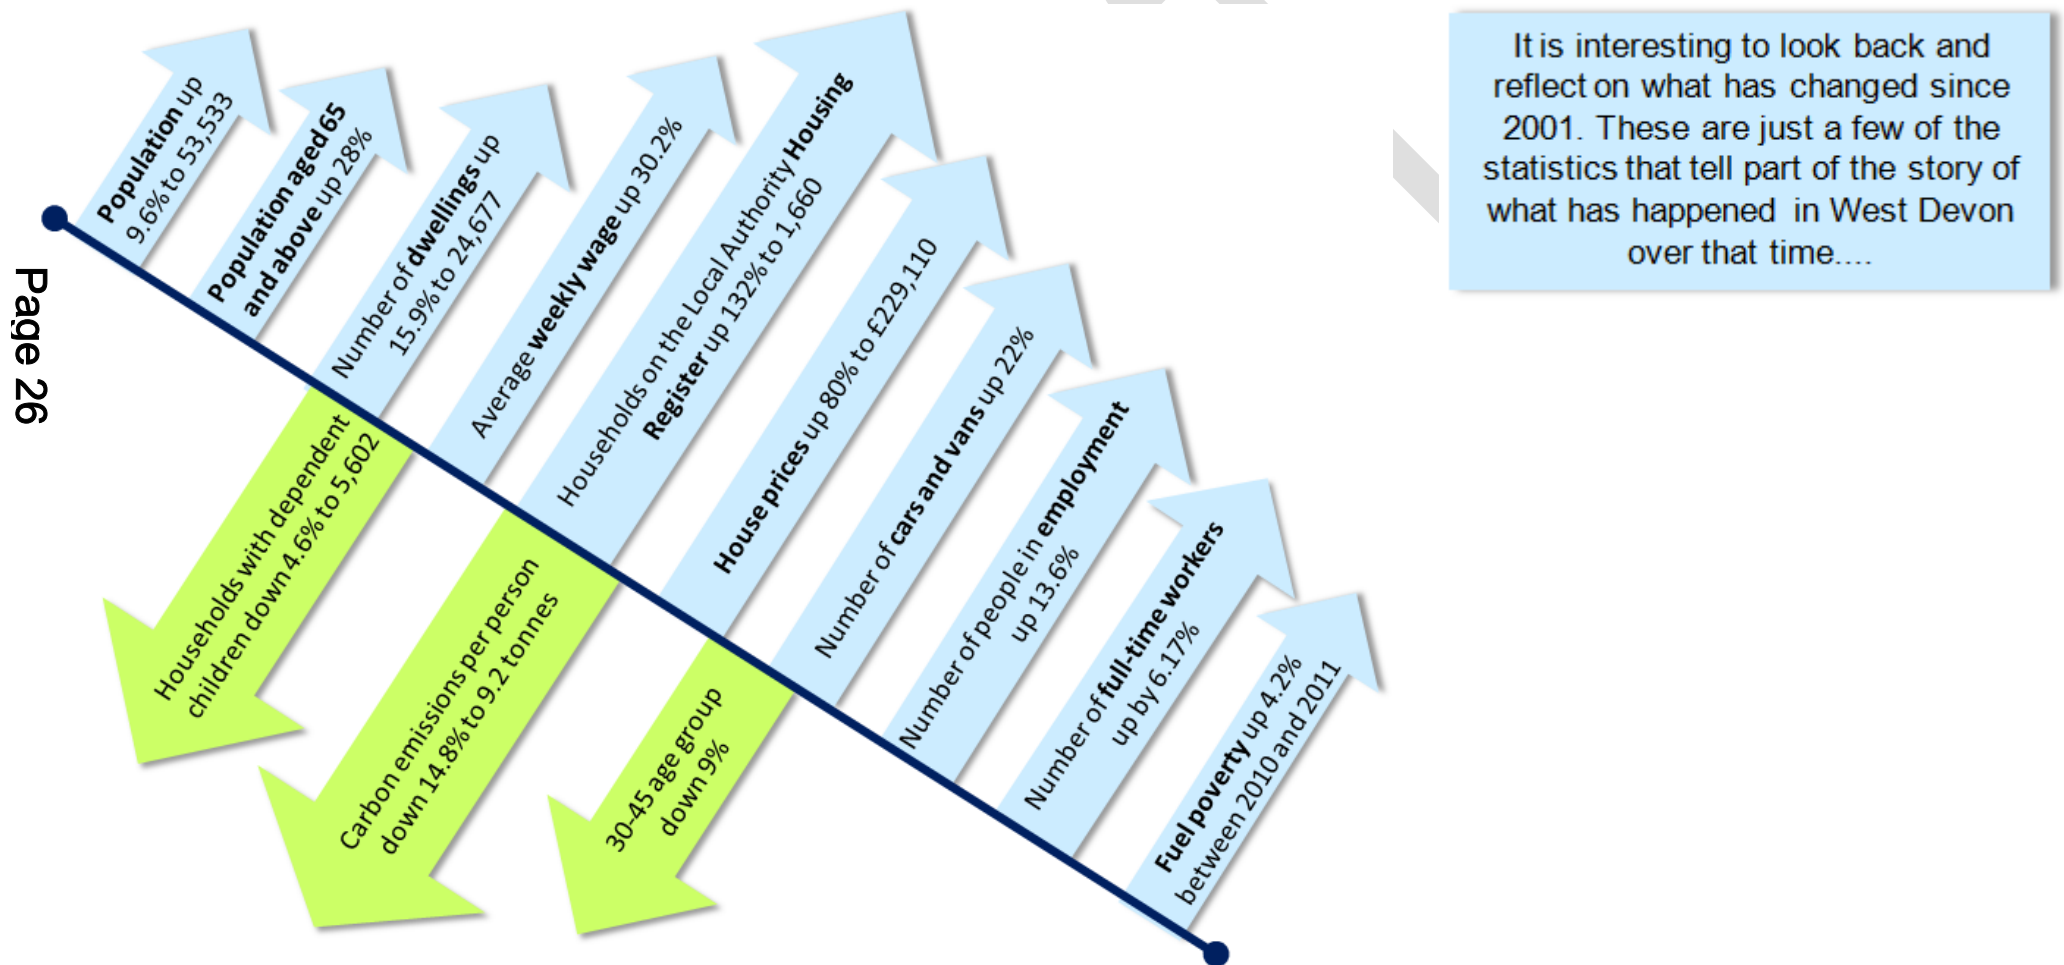 Population up
9.6% to 53,533
Population aged 65
and above up 28%
Number of dwellings up
15.9% to 24,677
Average weekly wage up 30.2%
Households on the Local Authority Housing
Register up 132% to 1,660
House prices up 80% to £229,110
Number of cars and vans up 22%
Number of people in employment
up 13.6%
Number of full-time workers
up by 6.17%
Fuel poverty up 4.2%
between 2010 and 2011
Households with dependent
children down 4.6% to 5,602
Carbon emissions per person
down 14.8% to 9.2 tonnes
30-45 age group
down 9%
It is interesting to look back and
reflect on what has changed since
2001. These are just a few of the
statistics that tell part of the story of
what has happened in West Devon
over that time....
Page 26